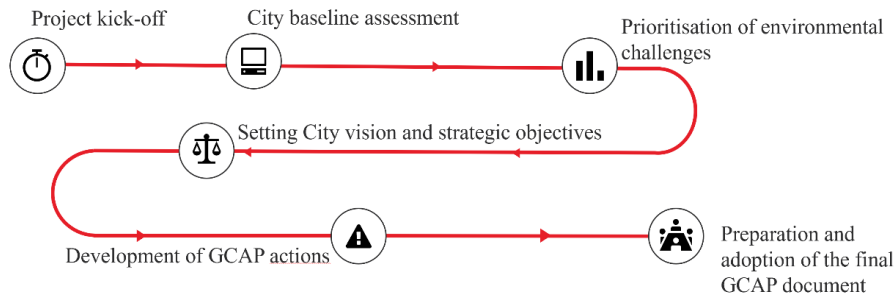 Project kick-off
City baseline assessment
Prioritisation of environmental
challenges
Setting City vision and strategic objectives
Development of GCAP actions
Preparation and
adoption of the final
GCAP document